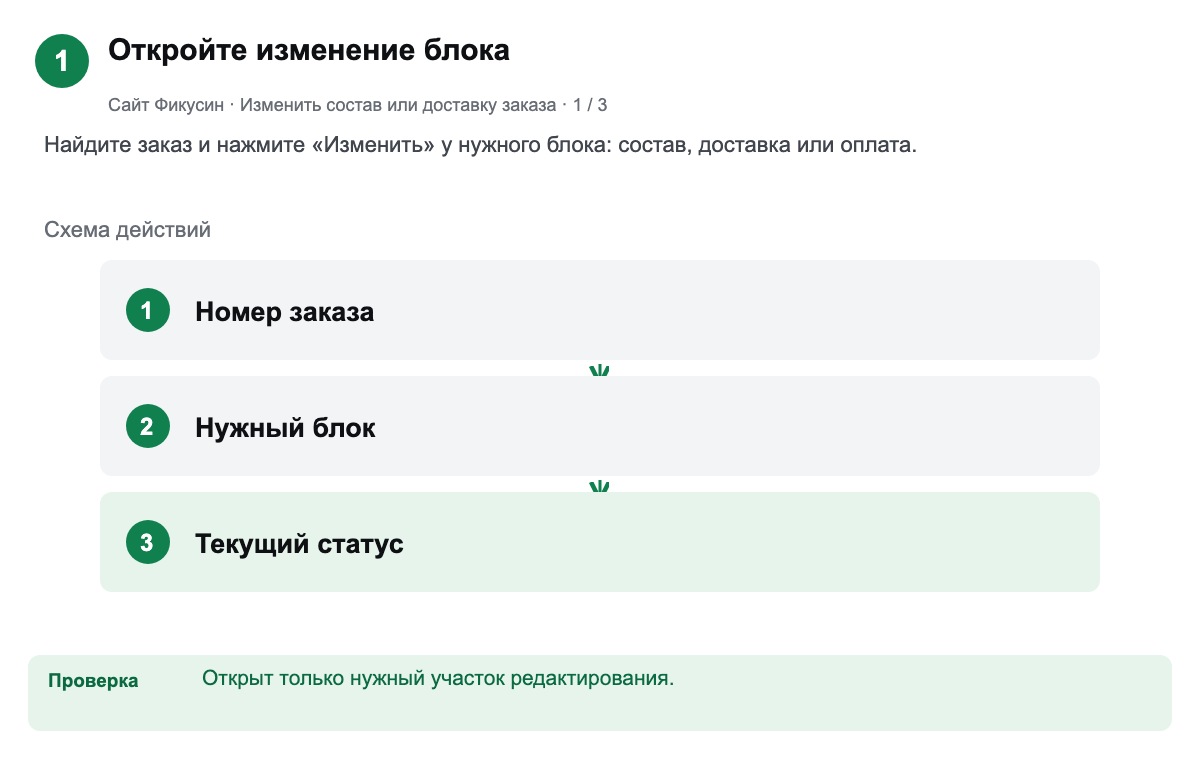 1
Откройте изменение блока
Сайт Фикусин · Изменить состав или доставку заказа · 1 / 3
Найдите заказ и нажмите «Изменить» у нужного блока: состав, доставка или оплата.
Схема действий
1 Номер заказа
2 Нужный блок
3 Текущий статус
Проверка Открыт только нужный участок редактирования.